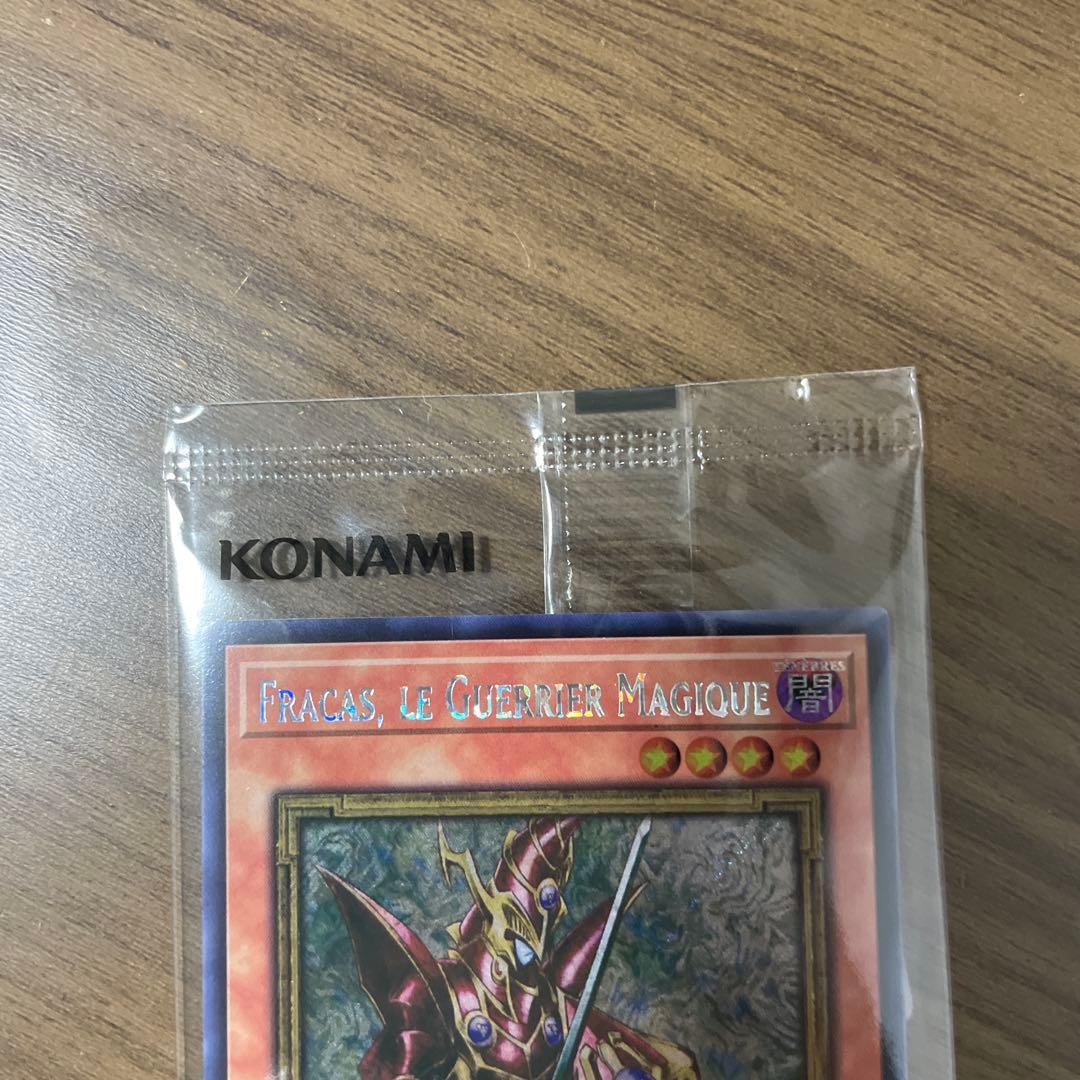 KONAMI
TÉNÈBRES
FRACAS, LE GUERRIER MAGIQUE
闇